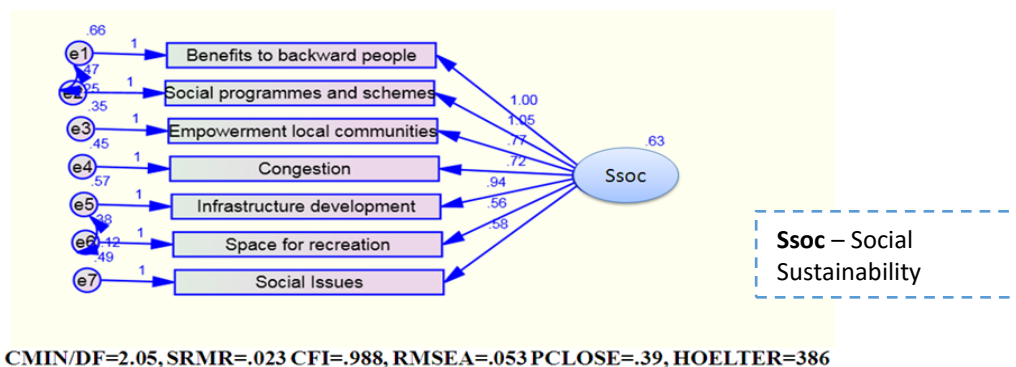 .66
e1 1 Benefits to backward people
.47
e2 .25 1 Social programmes and schemes
.35
e3 1 Empowerment local communities
.45
e4 1 Congestion
.57
e5 1 Infrastructure development
.38
e6 .12 1 Space for recreation
.49
e7 1 Social Issues
1.00
1.05
.77
.72
.94
.56
.58
.63
Ssoc
Ssoc – Social
Sustainability
CMIN/DF=2.05, SRMR=.023 CFI=.988, RMSEA=.053 PCLOSE=.39, HOELTER=386